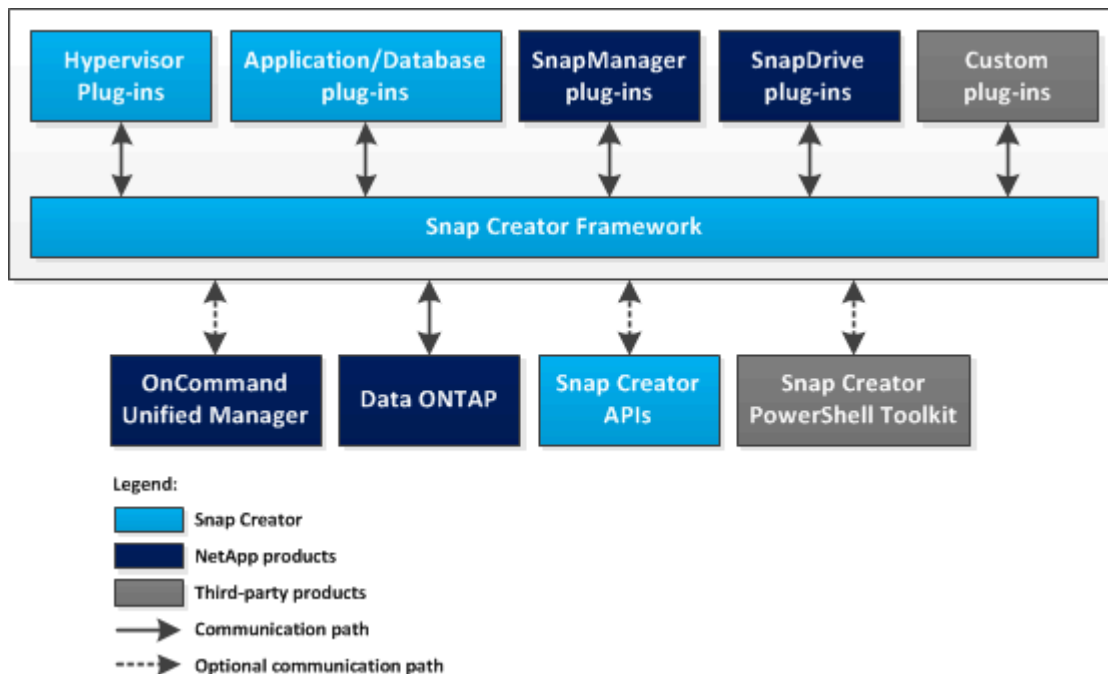 Hypervisor
Plug-ins
Application/Database
plug-ins
SnapManager
plug-ins
SnapDrive
plug-ins
Custom
plug-ins
Snap Creator Framework
OnCommand
Unified Manager
Data ONTAP
Snap Creator
APIs
Snap Creator
PowerShell Toolkit
Legend:
Snap Creator
NetApp products
Third-party products
Communication path
Optional communication path